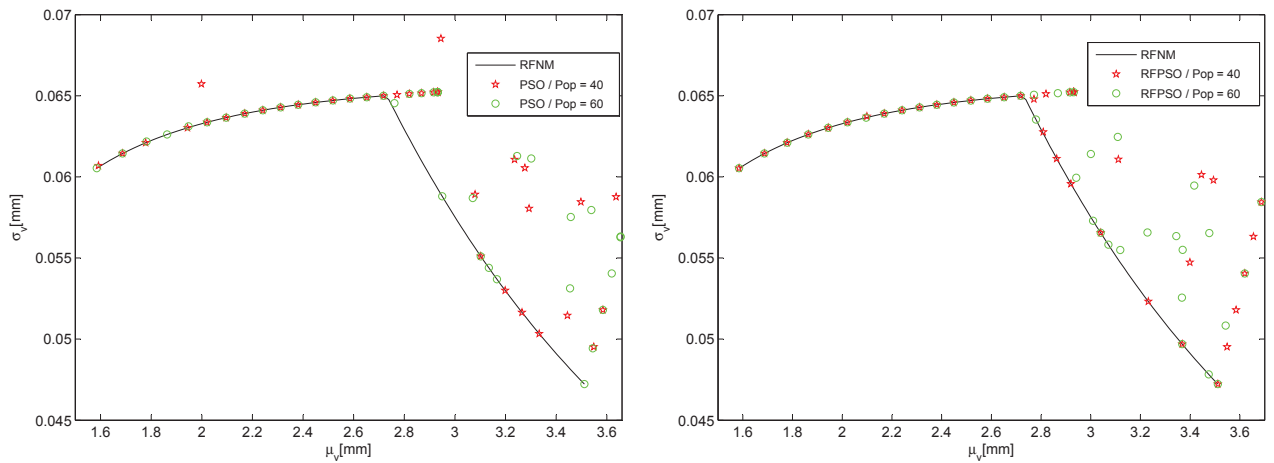 0.07
0.065
0.06
0.055
0.05
0.045
σv[mm]
1.6 1.8 2 2.2 2.4 2.6 2.8 3 3.2 3.4 3.6
μv[mm]
RFNM
PSO / Pop = 40
PSO / Pop = 60
0.07
0.065
0.06
0.055
0.05
0.045
σv[mm]
1.6 1.8 2 2.2 2.4 2.6 2.8 3 3.2 3.4 3.6
μv[mm]
RFNM
RFPSO / Pop = 40
RFPSO / Pop = 60